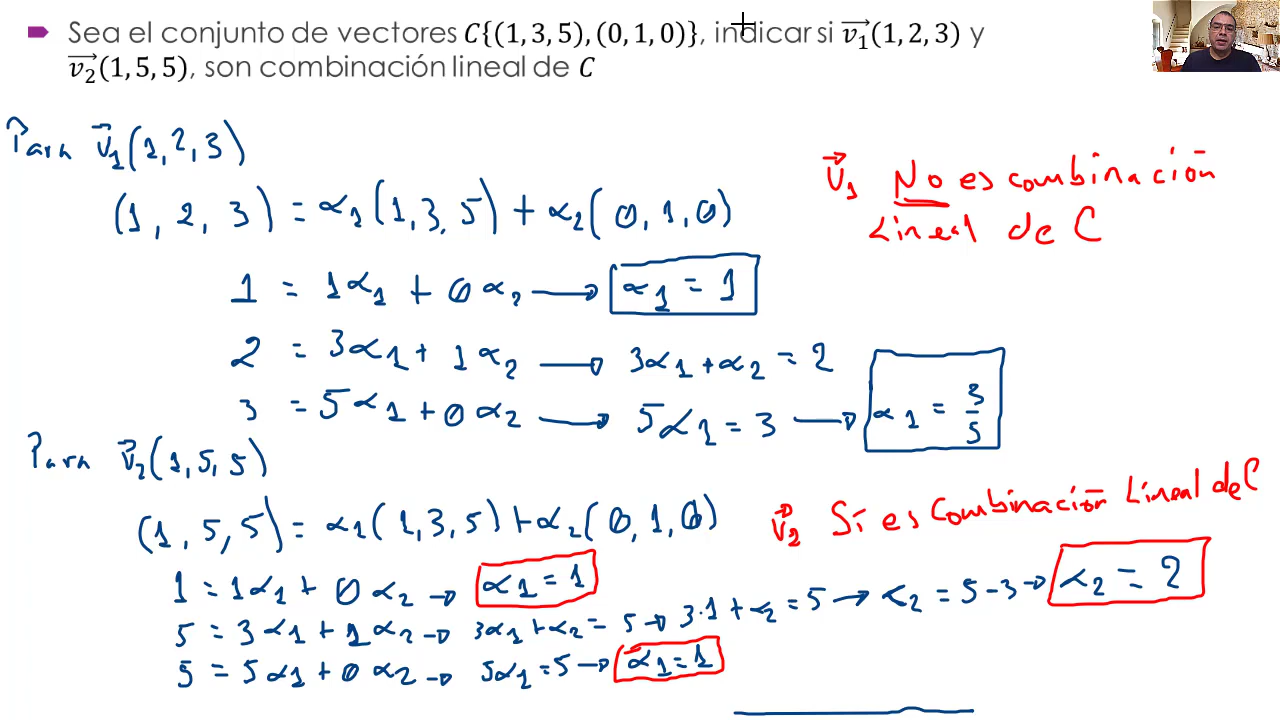 Sea el conjunto de vectores C{(1,3,5),(0,1,0)}, indicar si v₁(1,2,3) y
v₂(1,5,5), son combinación lineal de C
Para v₁(1,2,3)
(1, 2, 3) = α₁(1,3,5) + α₂(0,1,0)
v₁ No es combinación
Lineal de C
1 = 1α₁ + 0α₂ → α₁ = 1
2 = 3α₁ + 1α₂ → 3α₁ + α₂ = 2
3 = 5α₁ + 0α₂ → 5α₁ = 3 → α₁ = 3/5
Para v₂(1,5,5)
(1,5,5) = α₁(1,3,5) + α₂(0,1,0)
v₂ Sí es Combinación Lineal de C
1 = 1α₁ + 0α₂ → α₁ = 1
5 = 3α₁ + 1α₂ → 3α₁ + α₂ = 5 → 3·1 + α₂ = 5 → α₂ = 5-3 → α₂ = 2
5 = 5α₁ + 0α₂ → 5α₁ = 5 → α₁ = 1